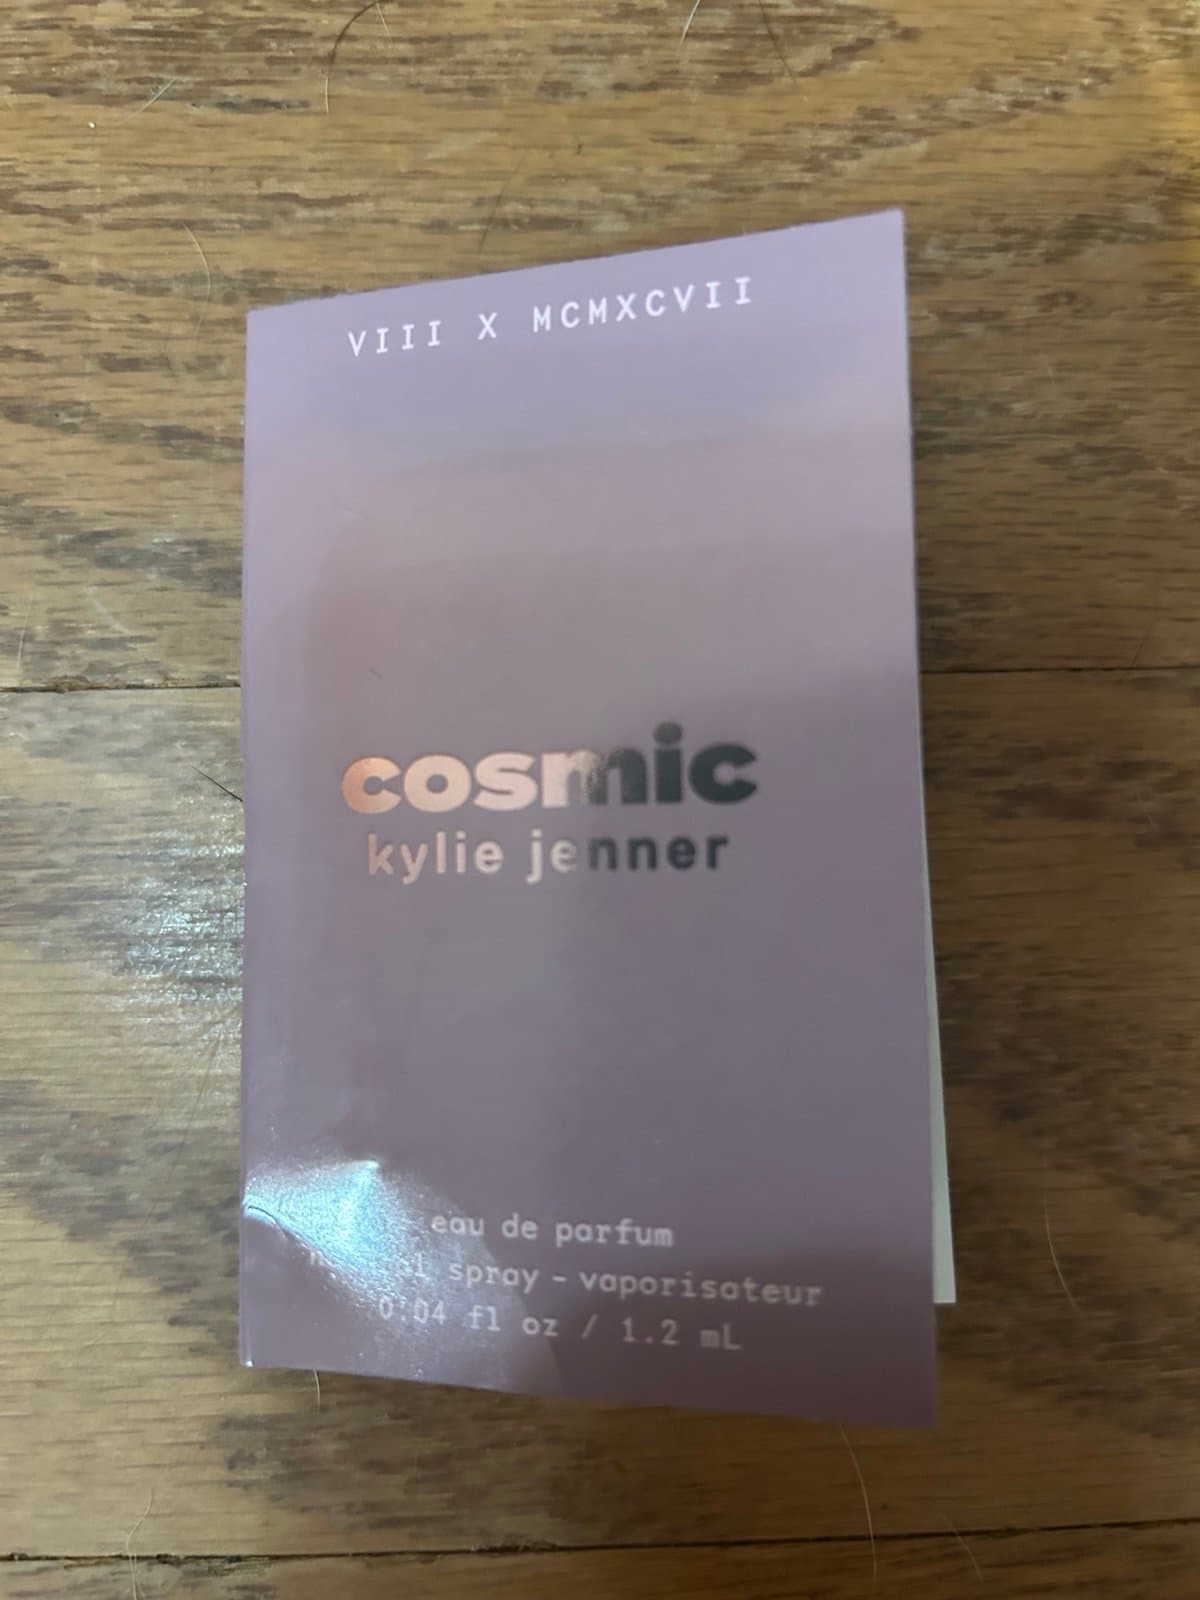 VIII X MCMXCVII
cosmic
kylie jenner
eau de parfum
spray - vaporisateur
0.04 fl oz / 1.2 mL